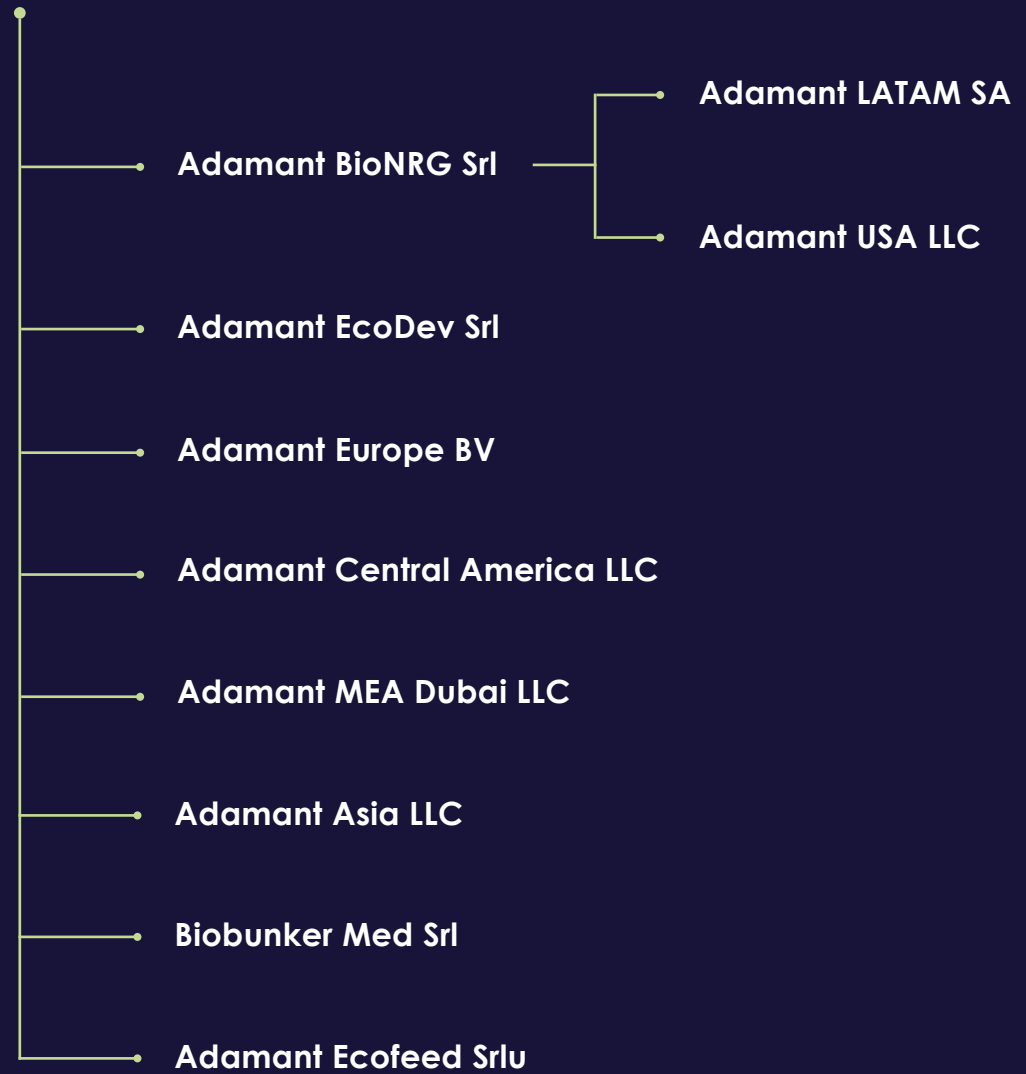 Adamant LATAM SA
Adamant BioNRG Srl
Adamant USA LLC
Adamant EcoDev Srl
Adamant Europe BV
Adamant Central America LLC
Adamant MEA Dubai LLC
Adamant Asia LLC
Biobunker Med Srl
Adamant Ecofeed Srlu